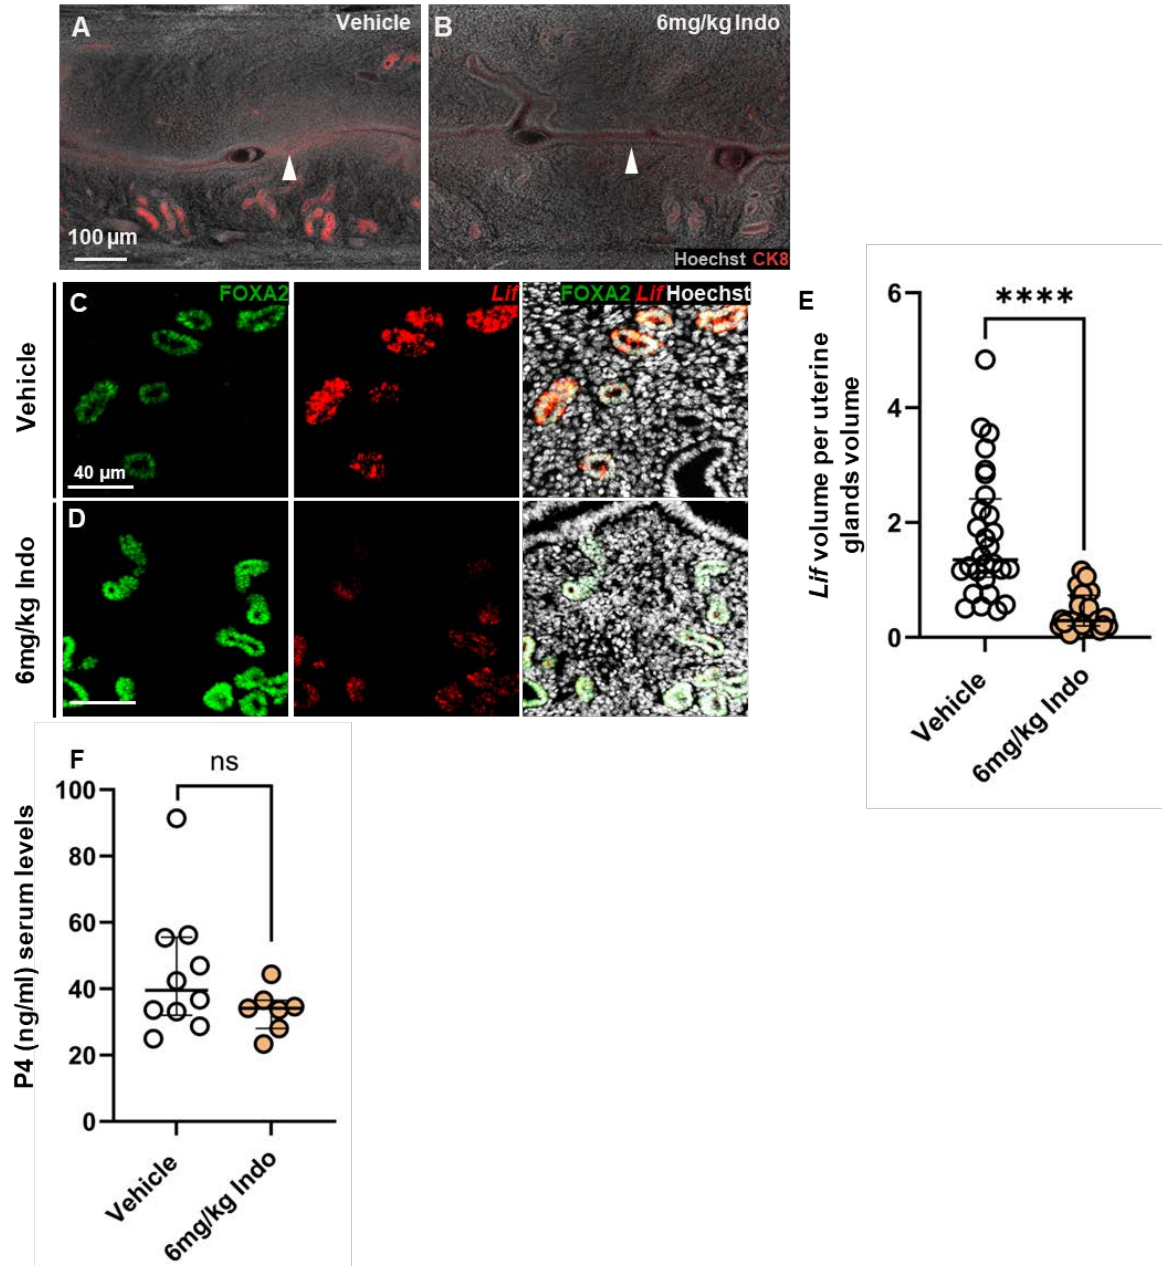 A
Vehicle
B
6mg/kg Indo
100 µm
Hoechst CK8
C
FOXA2
Lif
FOXA2 Lif Hoechst
Vehicle
40 µm
D
6mg/kg Indo
E
Lif volume per uterine
glands volume
6
4
2
0
****
Vehicle
6mg/kg Indo
F
P4 (ng/ml) serum levels
100
80
60
40
20
0
ns
Vehicle
6mg/kg Indo